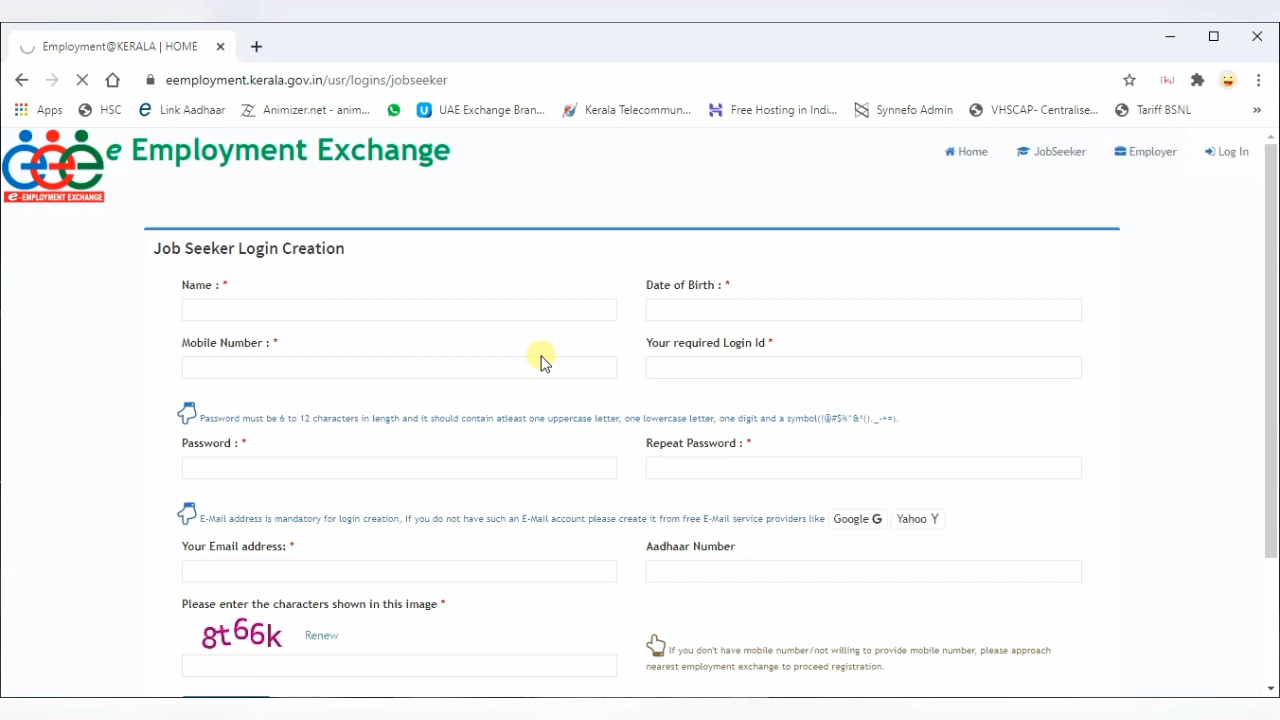 Employment@KERALA | HOME
eemployment.kerala.gov.in/usr/logins/jobseeker
Apps HSC Link Aadhaar Animizer.net - anim... UAE Exchange Bran... Kerala Telecommun... Free Hosting in Indi... Synnefo Admin VHSCAP- Centralise... Tariff BSNL »
e Employment Exchange
e-EMPLOYMENT EXCHANGE
Home JobSeeker Employer Log In
Job Seeker Login Creation
Name : * Date of Birth : *
Mobile Number : * Your required Login Id *
Password must be 6 to 12 characters in length and it should contain atleast one uppercase letter, one lowercase letter, one digit and a symbol(!@#$%^&*()._-+=).
Password : * Repeat Password : *
E-Mail address is mandatory for login creation, If you do not have such an E-Mail account please create it from free E-Mail service providers like Google G Yahoo Y
Your Email address: * Aadhaar Number
Please enter the characters shown in this image *
8t66k Renew
If you don't have mobile number/not willing to provide mobile number, please approach
nearest employment exchange to proceed registration.